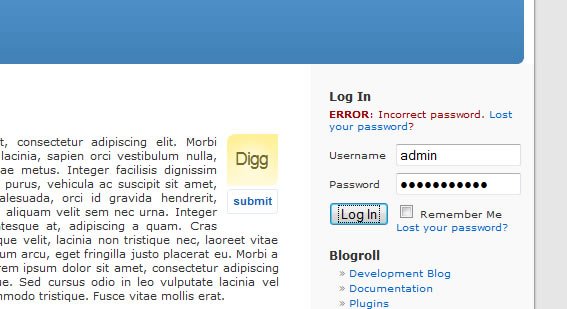 t, consectetur adipiscing elit. Morbi
lacinia, sapien orci vestibulum nulla,
ae metus. Integer facilisis dignissim
purus, vehicula ac suscipit sit amet,
alesuada, orci id gravida hendrerit,
aliquam velit sem nec urna. Integer
ntesque at, adipiscing a quam. Cras
que velit, lacinia non tristique nec, laoreet vitae
um arcu, eget fringilla justo placerat eu. Morbi a
rem ipsum dolor sit amet, consectetur adipiscing
ue. Sed cursus odio in leo vulputate lacinia vel
mmodo tristique. Fusce vitae mollis erat.
Digg
submit
Log In
ERROR: Incorrect password. Lost
your password?
Username admin
Password ●●●●●●●●●●●
Log In Remember Me
Lost your password?
Blogroll
» Development Blog
» Documentation
» Plugins